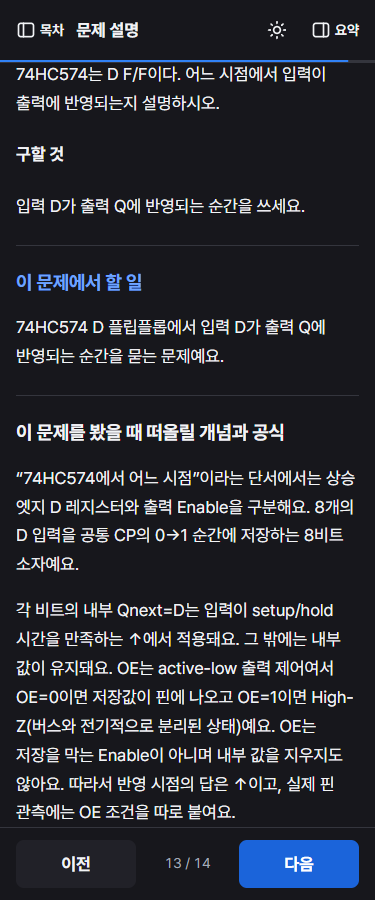 목차 문제 설명 요약
74HC574는 D F/F이다. 어느 시점에서 입력이
출력에 반영되는지 설명하시오.
구할 것
입력 D가 출력 Q에 반영되는 순간을 쓰세요.
이 문제에서 할 일
74HC574 D 플립플롭에서 입력 D가 출력 Q에
반영되는 순간을 묻는 문제예요.
이 문제를 봤을 때 떠올릴 개념과 공식
“74HC574에서 어느 시점”이라는 단서에서는 상승
엣지 D 레지스터와 출력 Enable을 구분해요. 8개의
D 입력을 공통 CP의 0→1 순간에 저장하는 8비트
소자예요.
각 비트의 내부 Qnext=D는 입력이 setup/hold
시간을 만족하는 ↑에서 적용돼요. 그 밖에는 내부
값이 유지돼요. OE는 active-low 출력 제어여서
OE=0이면 저장값이 핀에 나오고 OE=1이면 High-
Z(버스와 전기적으로 분리된 상태)예요. OE는
저장을 막는 Enable이 아니며 내부 값을 지우지도
않아요. 따라서 반영 시점의 답은 ↑이고, 실제 핀
관측에는 OE 조건을 따로 붙여요.
이전 13 / 14 다음